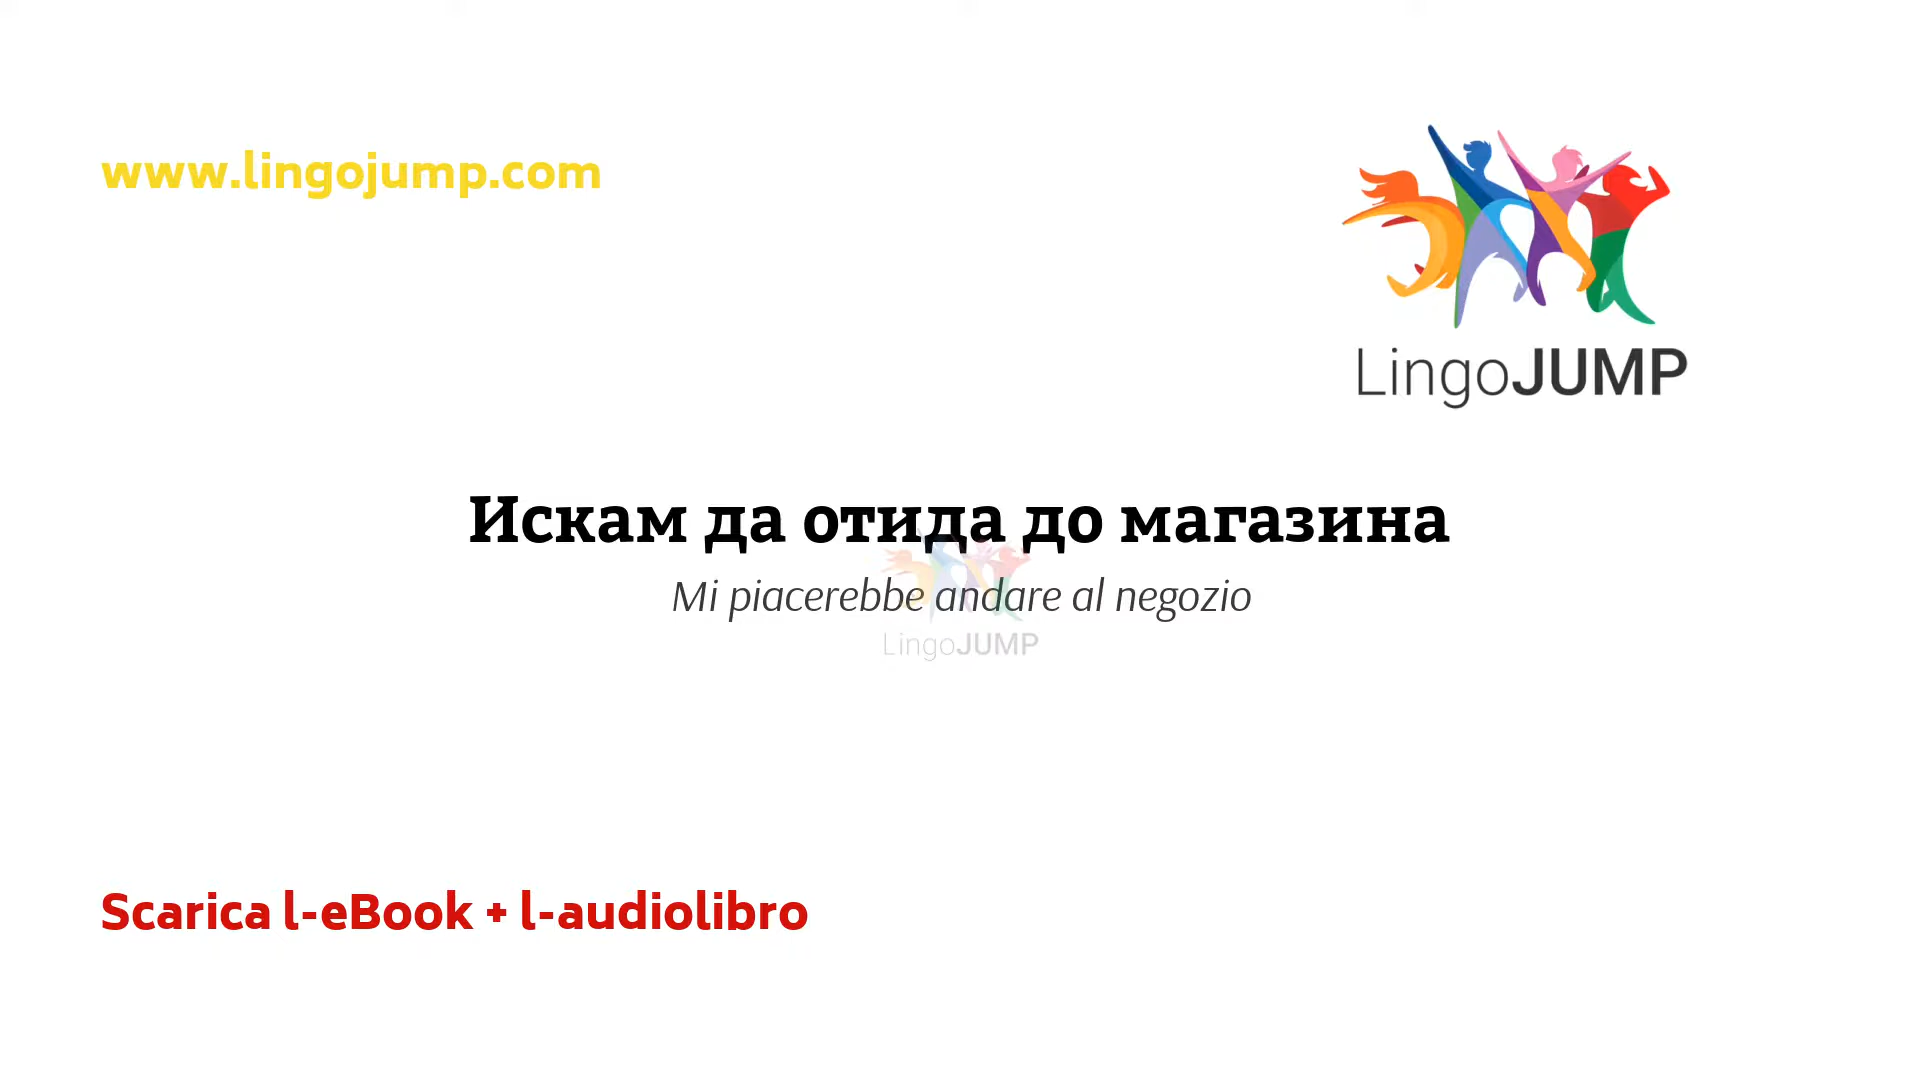 www.lingojump.com
LingoJUMP
Искам да отида до магазина
Mi piacerebbe andare al negozio
LingoJUMP
Scarica l-eBook + l-audiolibro